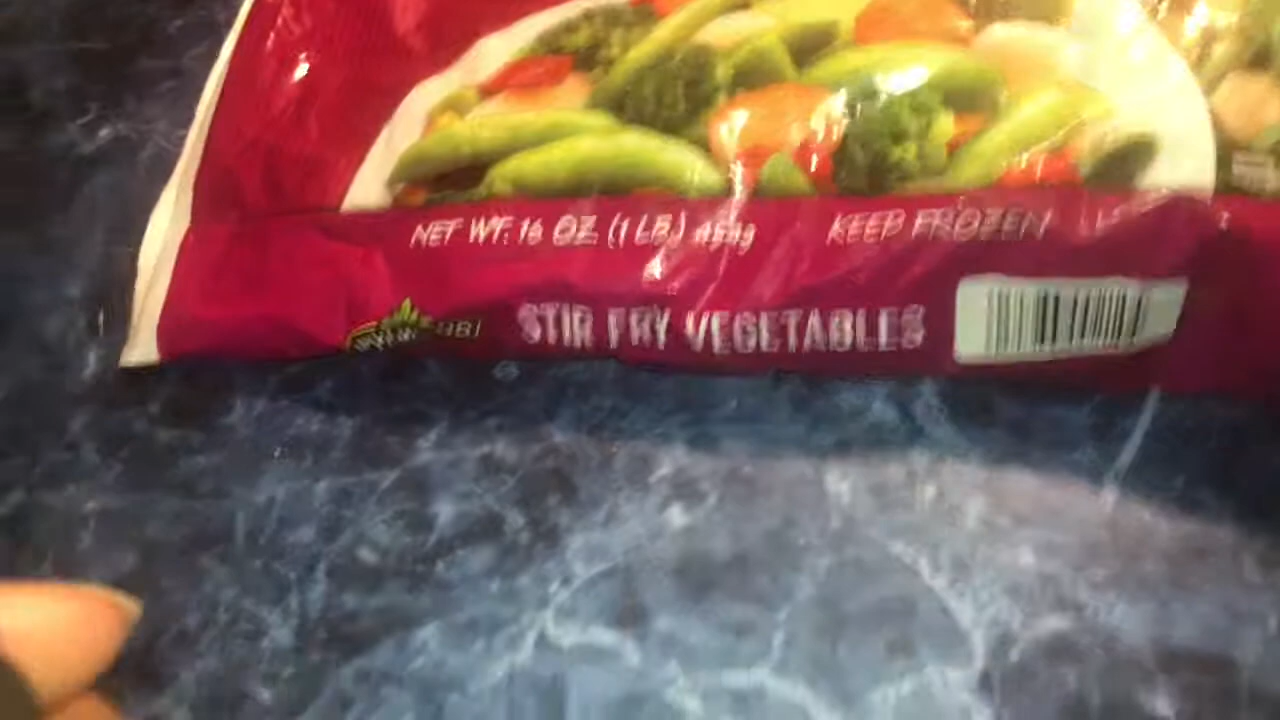 NET WT. 16 OZ (1 LB) 454g
KEEP FROZEN
STIR FRY VEGETABLES